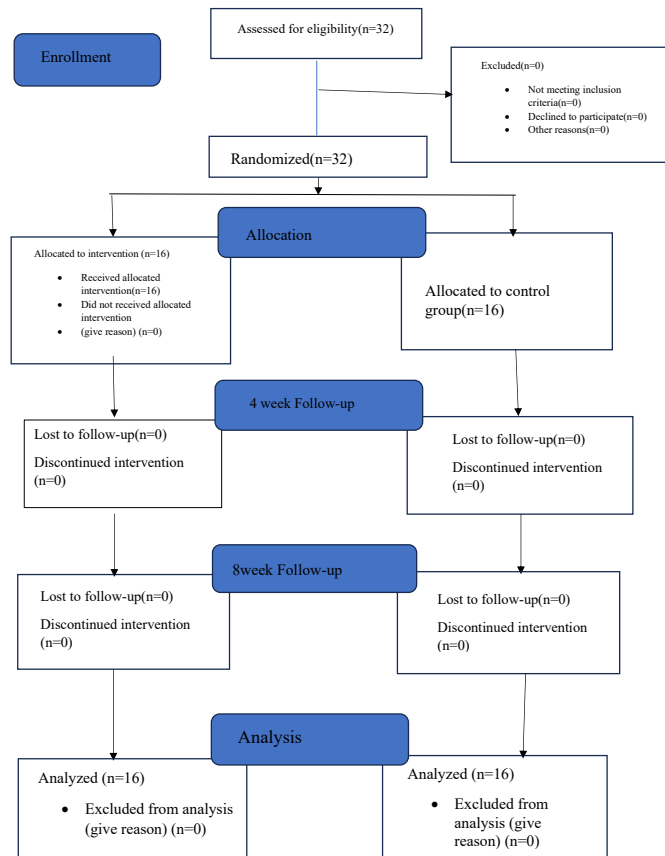 Assessed for eligibility(n=32)
Enrollment
Excluded(n=0)
• Not meeting inclusion
criteria(n=0)
• Declined to participate(n=0)
• Other reasons(n=0)
Randomized(n=32)
Allocation
Allocated to intervention (n=16)
• Received allocated
intervention(n=16)
• Did not received allocated
intervention
• (give reason) (n=0)
Allocated to control
group(n=16)
4 week Follow-up
Lost to follow-up(n=0)
Discontinued intervention
(n=0)
Lost to follow-up(n=0)
Discontinued intervention
(n=0)
8week Follow-up
Lost to follow-up(n=0)
Discontinued intervention
(n=0)
Lost to follow-up(n=0)
Discontinued intervention
(n=0)
Analysis
Analyzed (n=16)
• Excluded from analysis
(give reason) (n=0)
Analyzed (n=16)
• Excluded from
analysis (give
reason) (n=0)